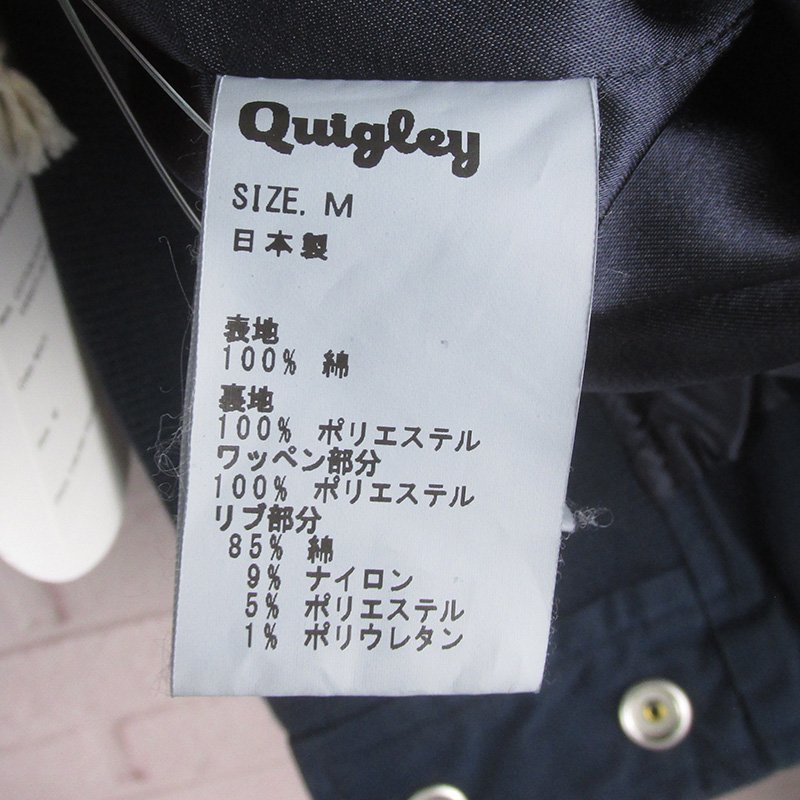 Quigley
SIZE. M
日本製
表地
100% 綿
裏地
100% ポリエステル
ワッペン部分
100% ポリエステル
リブ部分
85% 綿
9% ナイロン
5% ポリエステル
1% ポリウレタン